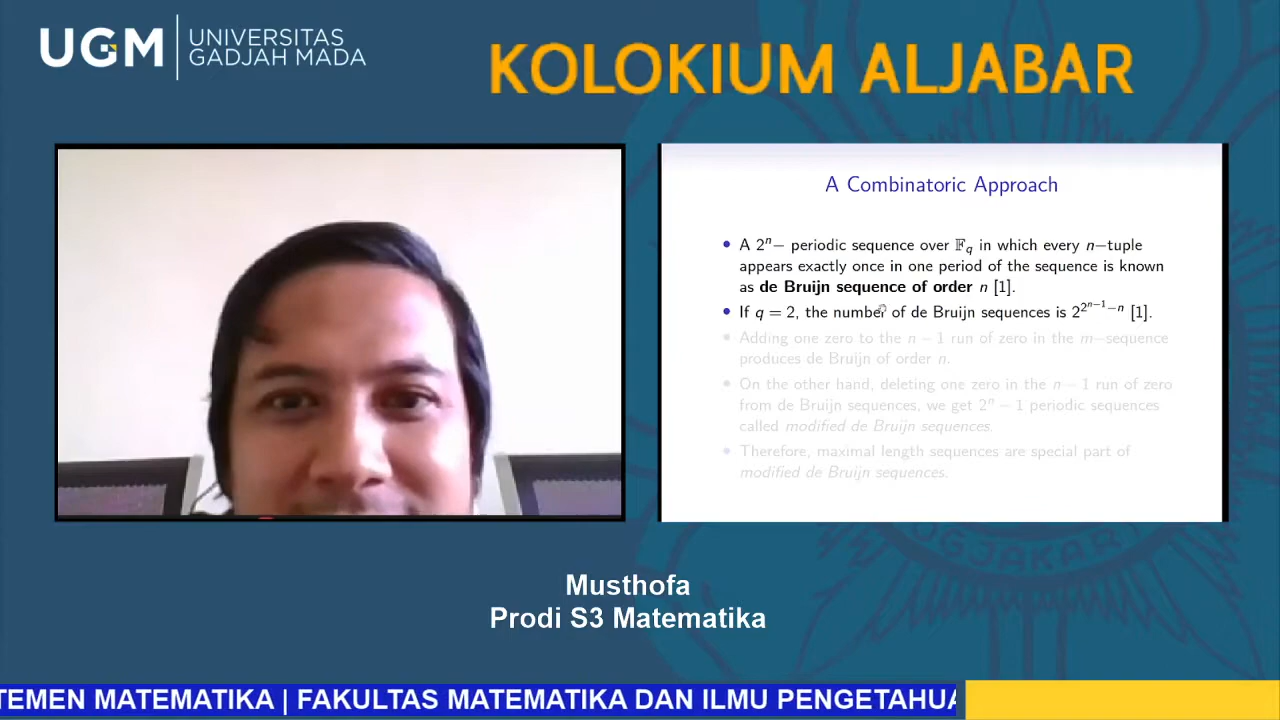 UGM
UNIVERSITAS
GADJAH MADA
KOLOKIUM ALJABAR
A Combinatoric Approach
• A 2ⁿ− periodic sequence over 𝔽_q in which every n−tuple
appears exactly once in one period of the sequence is known
as de Bruijn sequence of order n [1].
• If q = 2, the number of de Bruijn sequences is 2^{2^{n−1}−n} [1].
• Adding one zero to the n − 1 run of zero in the m−sequence
produces de Bruijn of order n.
• On the other hand, deleting one zero in the n − 1 run of zero
from de Bruijn sequences, we get 2ⁿ − 1 periodic sequences
called modified de Bruijn sequences.
• Therefore, maximal length sequences are special part of
modified de Bruijn sequences.
GJAKAR
Musthofa
Prodi S3 Matematika
TEMEN MATEMATIKA | FAKULTAS MATEMATIKA DAN ILMU PENGETAHUA